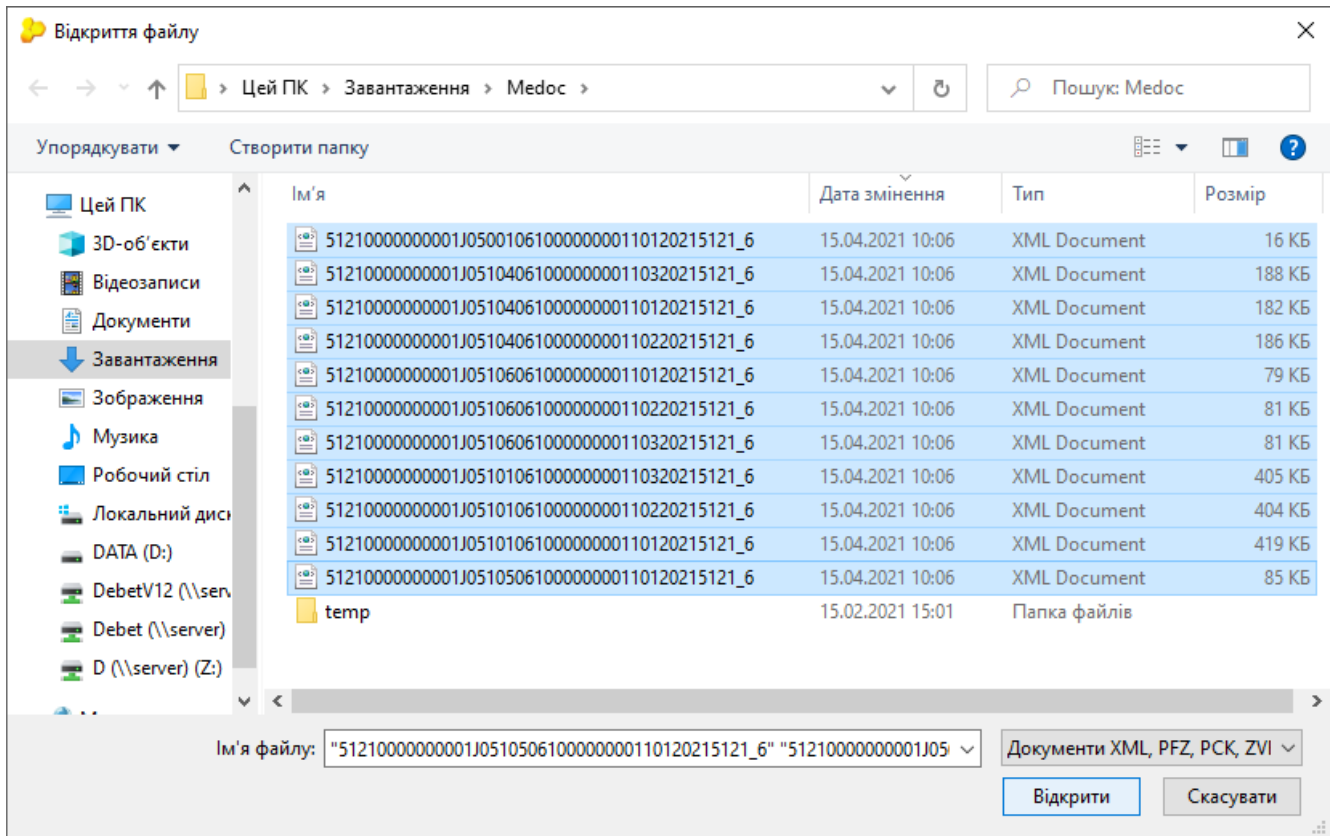 Відкриття файлу
Цей ПК > Завантаження > Medoc >
Пошук: Medoc
Упорядкувати
Створити папку
Цей ПК
3D-об'єкти
Відеозаписи
Документи
Завантаження
Зображення
Музика
Робочий стіл
Локальний диск
DATA (D:)
DebetV12 (\\serv
Debet (\\server)
D (\\server) (Z:)
Ім'я Дата змінення Тип Розмір
51210000000001J0500106100000000110120215121_6 15.04.2021 10:06 XML Document 16 КБ
51210000000001J0510406100000000110320215121_6 15.04.2021 10:06 XML Document 188 КБ
51210000000001J0510406100000000110120215121_6 15.04.2021 10:06 XML Document 182 КБ
51210000000001J0510406100000000110220215121_6 15.04.2021 10:06 XML Document 186 КБ
51210000000001J0510606100000000110120215121_6 15.04.2021 10:06 XML Document 79 КБ
51210000000001J0510606100000000110220215121_6 15.04.2021 10:06 XML Document 81 КБ
51210000000001J0510606100000000110320215121_6 15.04.2021 10:06 XML Document 81 КБ
51210000000001J0510106100000000110320215121_6 15.04.2021 10:06 XML Document 405 КБ
51210000000001J0510106100000000110220215121_6 15.04.2021 10:06 XML Document 404 КБ
51210000000001J0510106100000000110120215121_6 15.04.2021 10:06 XML Document 419 КБ
51210000000001J0510506100000000110120215121_6 15.04.2021 10:06 XML Document 85 КБ
temp 15.02.2021 15:01 Папка файлів
Ім'я файлу: "51210000000001J0510506100000000110120215121_6" "51210000000001J05
Документи XML, PFZ, PCK, ZVI
Відкрити
Скасувати